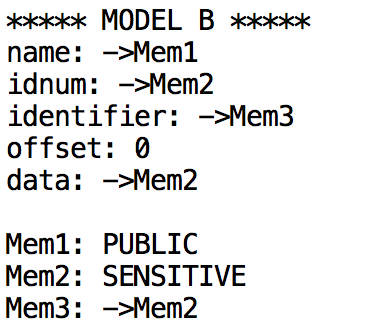 ***** MODEL B *****
name: —>Mem1
idnum: —>Mem2
identifier: —>Mem3
offset: 0
data: —>Mem2
Mem1: PUBLIC
Mem2: SENSITIVE
Mem3: —>Mem2